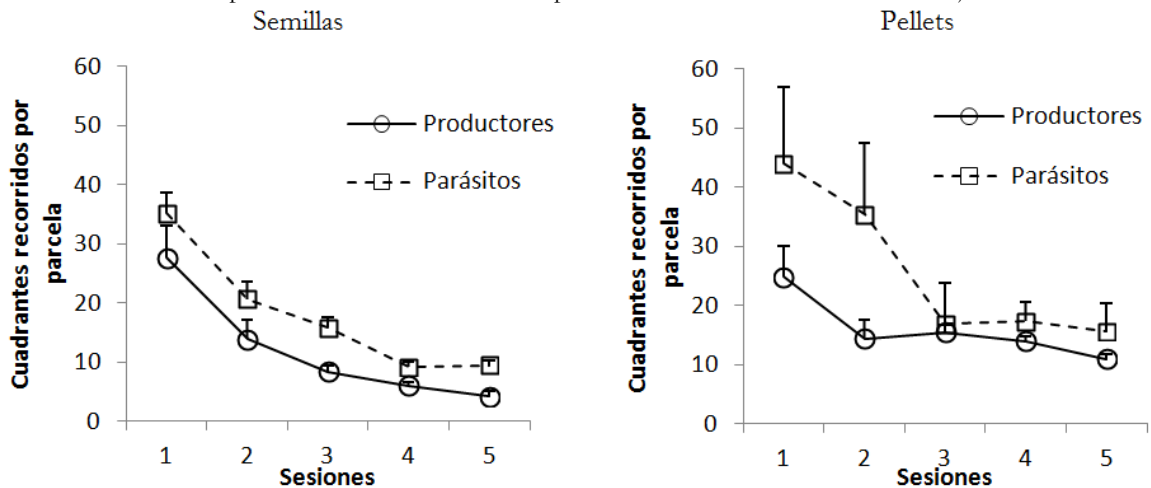 Semillas
Cuadrantes recorridos por
parcela
60
50
40
30
20
10
0
Productores
Parásitos
1 2 3 4 5
Sesiones
Pellets
Cuadrantes recorridos por
parcela
60
50
40
30
20
10
0
Productores
Parásitos
1 2 3 4 5
Sesiones